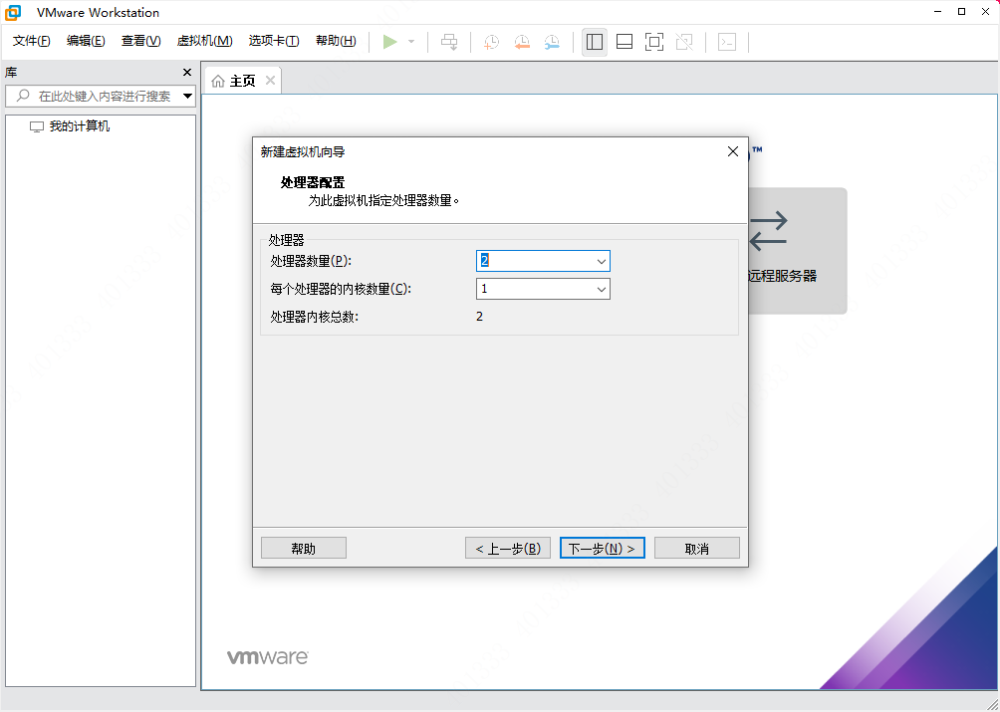 VMware Workstation
文件(F) 编辑(E) 查看(V) 虚拟机(M) 选项卡(T) 帮助(H)
库
主页
在此处键入内容进行搜索
我的计算机
新建虚拟机向导
TM
处理器配置
为此虚拟机指定处理器数量。
处理器
处理器数量(P): 2
每个处理器的内核数量(C): 1
处理器内核总数: 2
远程服务器
帮助 < 上一步(B) 下一步(N) > 取消
vmware